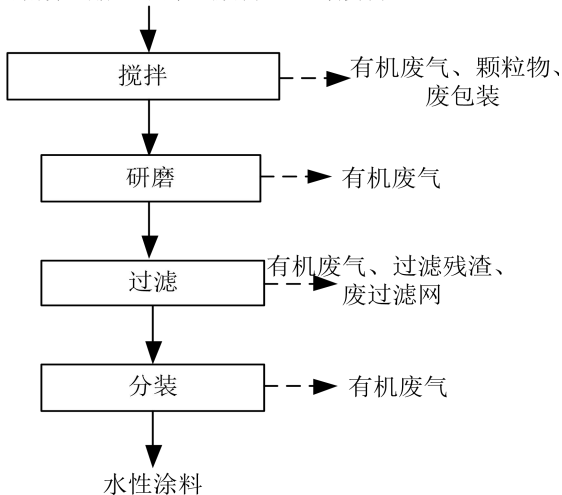 搅拌
有机废气、颗粒物、
废包装
研磨
有机废气
有机废气、过滤残渣、
过滤
废过滤网
分装
有机废气
水性涂料